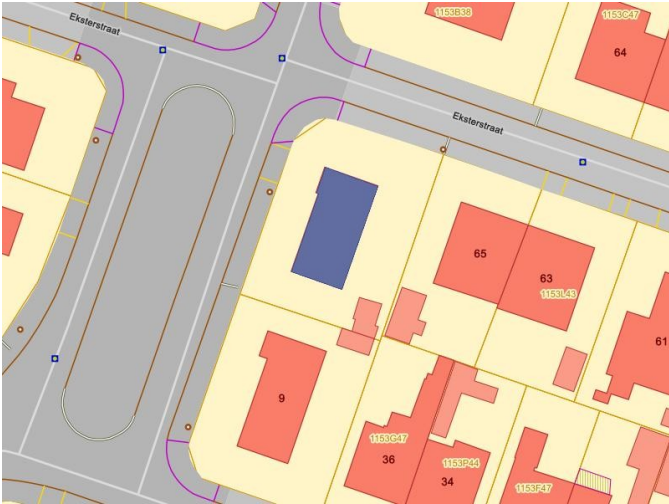 Eksterstraat
1153B38
1153C47
64
Eksterstraat
65
63
1153L43
61
9
1153G47
36
1153P44
34
1153F47